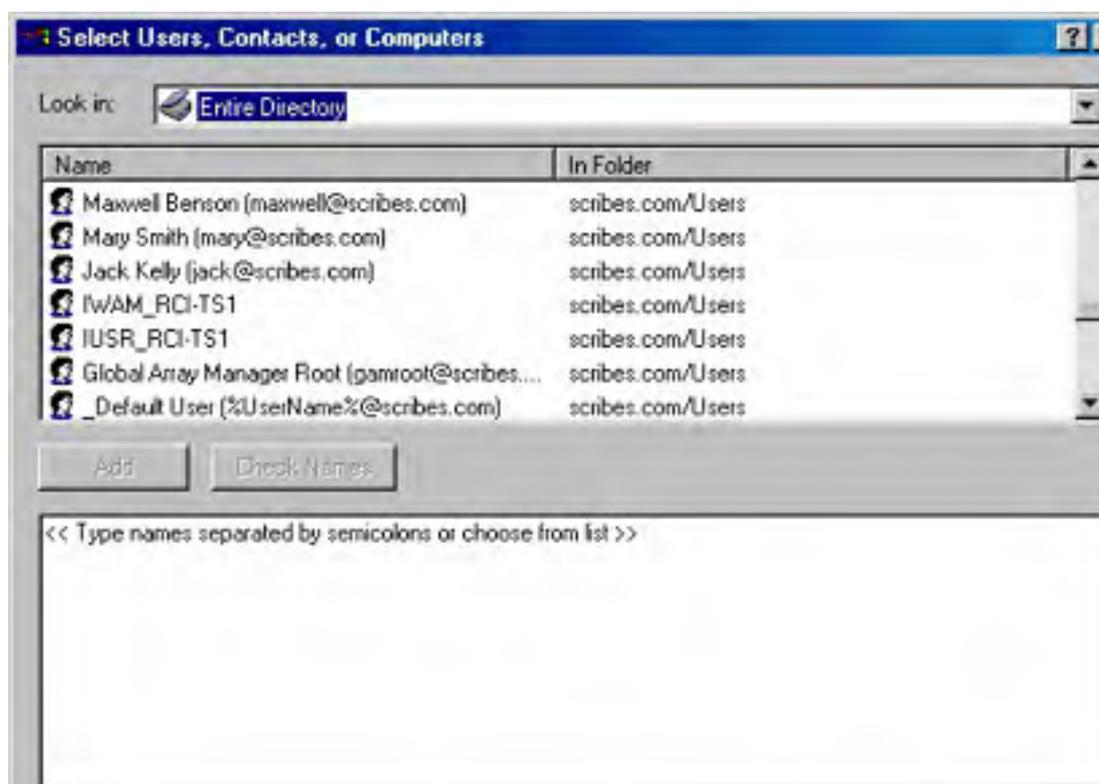 Select Users, Contacts, or Computers
?
Look in: Entire Directory
Name In Folder
Maxwell Benson (maxwell@scribes.com) scribes.com/Users
Mary Smith (mary@scribes.com) scribes.com/Users
Jack Kelly (jack@scribes.com) scribes.com/Users
IWAM_RCI-TS1 scribes.com/Users
IUSR_RCI-TS1 scribes.com/Users
Global Array Manager Root (gamroot@scribes.... scribes.com/Users
_Default User (%UserName%@scribes.com) scribes.com/Users
Add Check Names
<< Type names separated by semicolons or choose from list >>